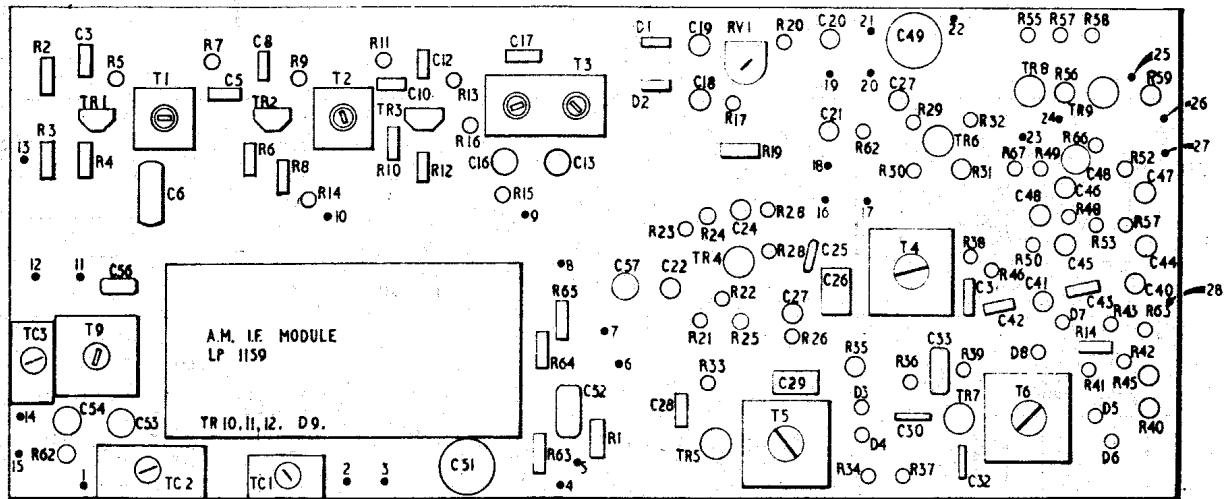 R2 C3 R5 T1 R7 C5 C8 R9 T2 R11 C12 C10 R13 C17 T3 D1 C19 RV1 R20 C20 21 C49 22 R55 R57 R58
25
D2 C18 R17 19 20 C27 R29 R32 TR8 R56 TR9 R59
24 26
TR1 TR2 TR3 R16 C21 R62 TR6 23 R66
R3 13 R4 C6 R6 R8 R10 R12 C16 C13 R19 18 R30 R31 R67 R49 C48 R52 27
R14 10 R15 9 16 17 C46 C47
R23 R24 C24 R28 C48 R48 R53 R57
TR4 R28 C25 T4 R38 R50 C45 C44
12 11 C56 8 C57 C22 C26 R46 C3 C41 C43 C40 28
R65 R22 C27 C42 D7 R43 R63
TC3 T9 A.M. I.F. MODULE 7 R21 R25 R26 R14
LP 1159 R64 6 R35 R36 C33 R39 D8 R42
R33 C29 R41 R45
14 C54 C53 TR 10, 11, 12. D9. C52 C28 T5 D3 TR7 T6 D5 R40
15 R62 R63 R1 TR5 D4 C30 D6
1 TC2 TC1 2 3 C51 5 4 R34 R37 C32